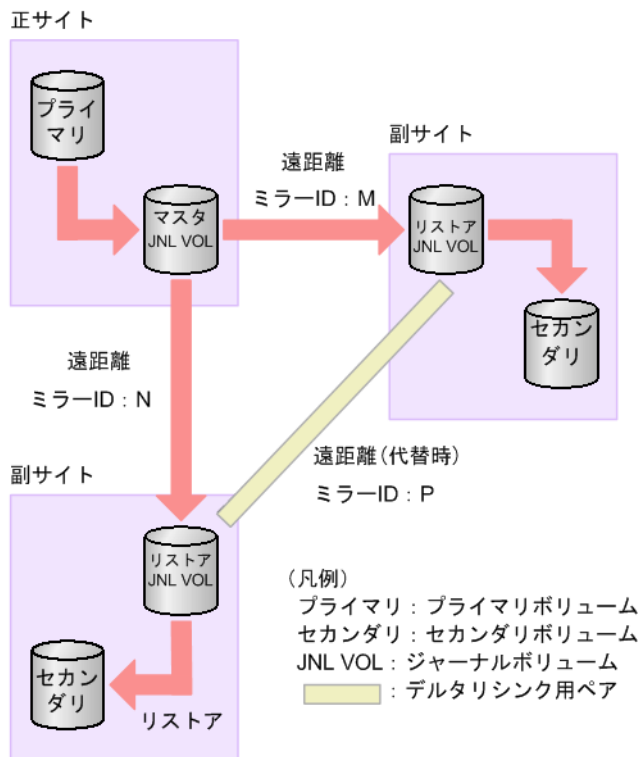 正サイト
プライ
マリ
マスタ
JNL VOL
遠距離
ミラーID：M
副サイト
リストア
JNL VOL
セカン
ダリ
遠距離
ミラーID：N
遠距離（代替時）
ミラーID：P
副サイト
リストア
JNL VOL
セカン
ダリ
リストア
（凡例）
プライマリ：プライマリボリューム
セカンダリ：セカンダリボリューム
JNL VOL：ジャーナルボリューム
：デルタリシンク用ペア